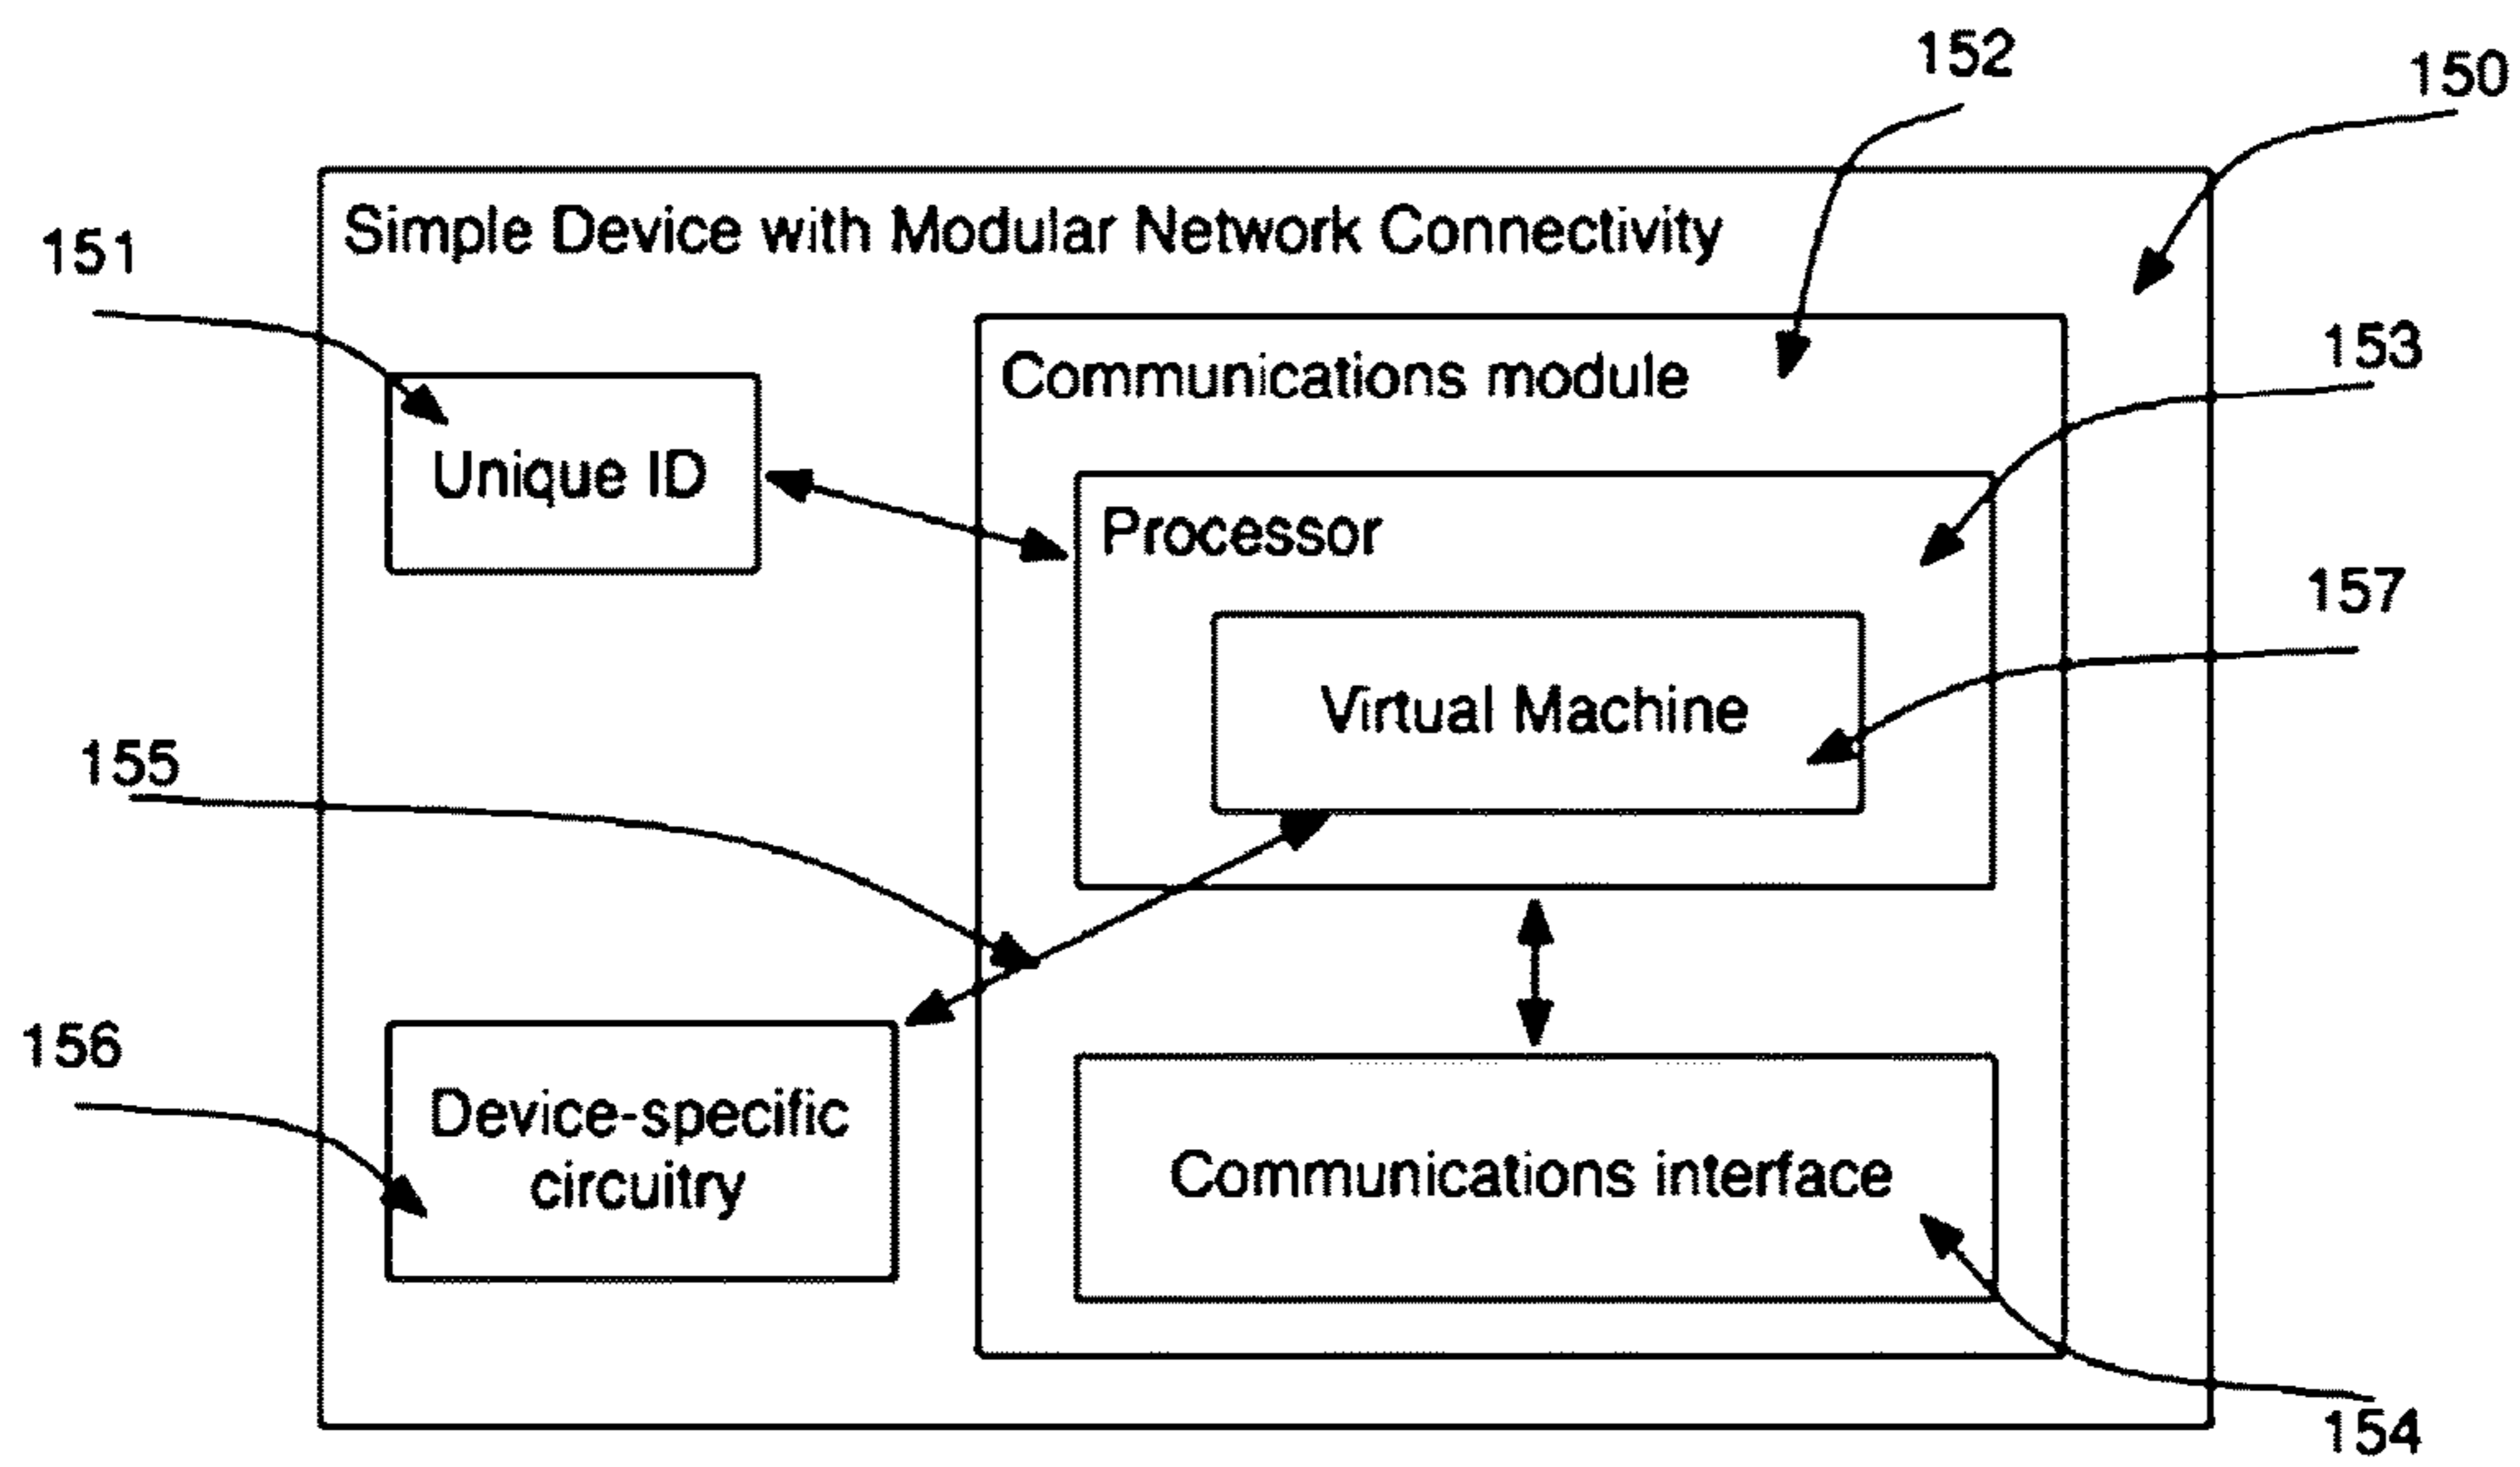 152
150
Simple Device with Modular Network Connectivity
151
153
Communications module
Unique ID
Processor
157
Virtual Machine
155
156
Device-specific
circuitry
Communications interface
154